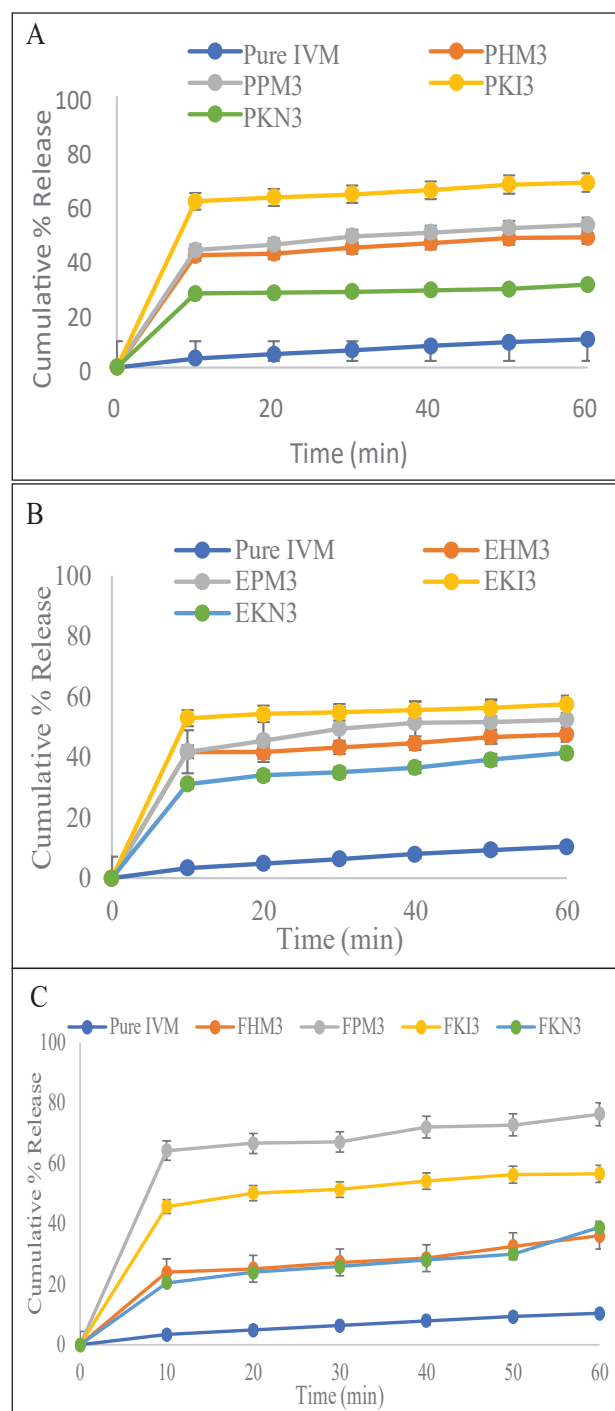 A
Pure IVM PHM3
PPM3 PKI3
PKN3
Cumulative % Release
100
80
60
40
20
0
0 20 40 60
Time (min)
B
Pure IVM EHM3
EPM3 EKI3
EKN3
Cumulative % Release
100
80
60
40
20
0
0 20 40 60
Time (min)
C
Pure IVM FHM3 FPM3 FKI3 FKN3
Cumulative % Release
100
80
60
40
20
0
0 10 20 30 40 50 60
Time (min)